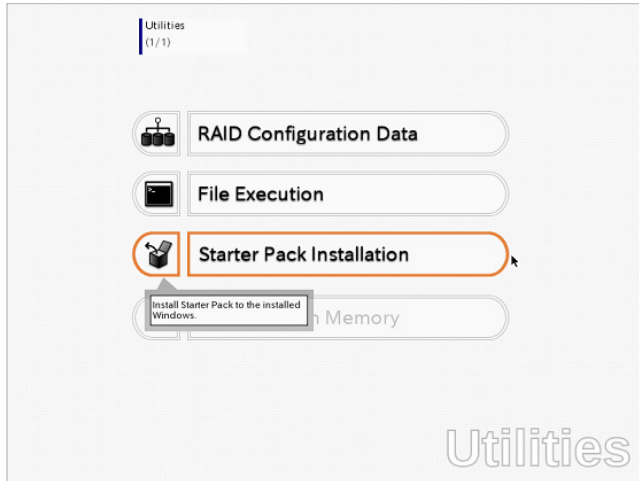 Utilities
(1/1)
RAID Configuration Data
File Execution
Starter Pack Installation
Install Starter Pack to the installed
Windows.
Memory
Utilities